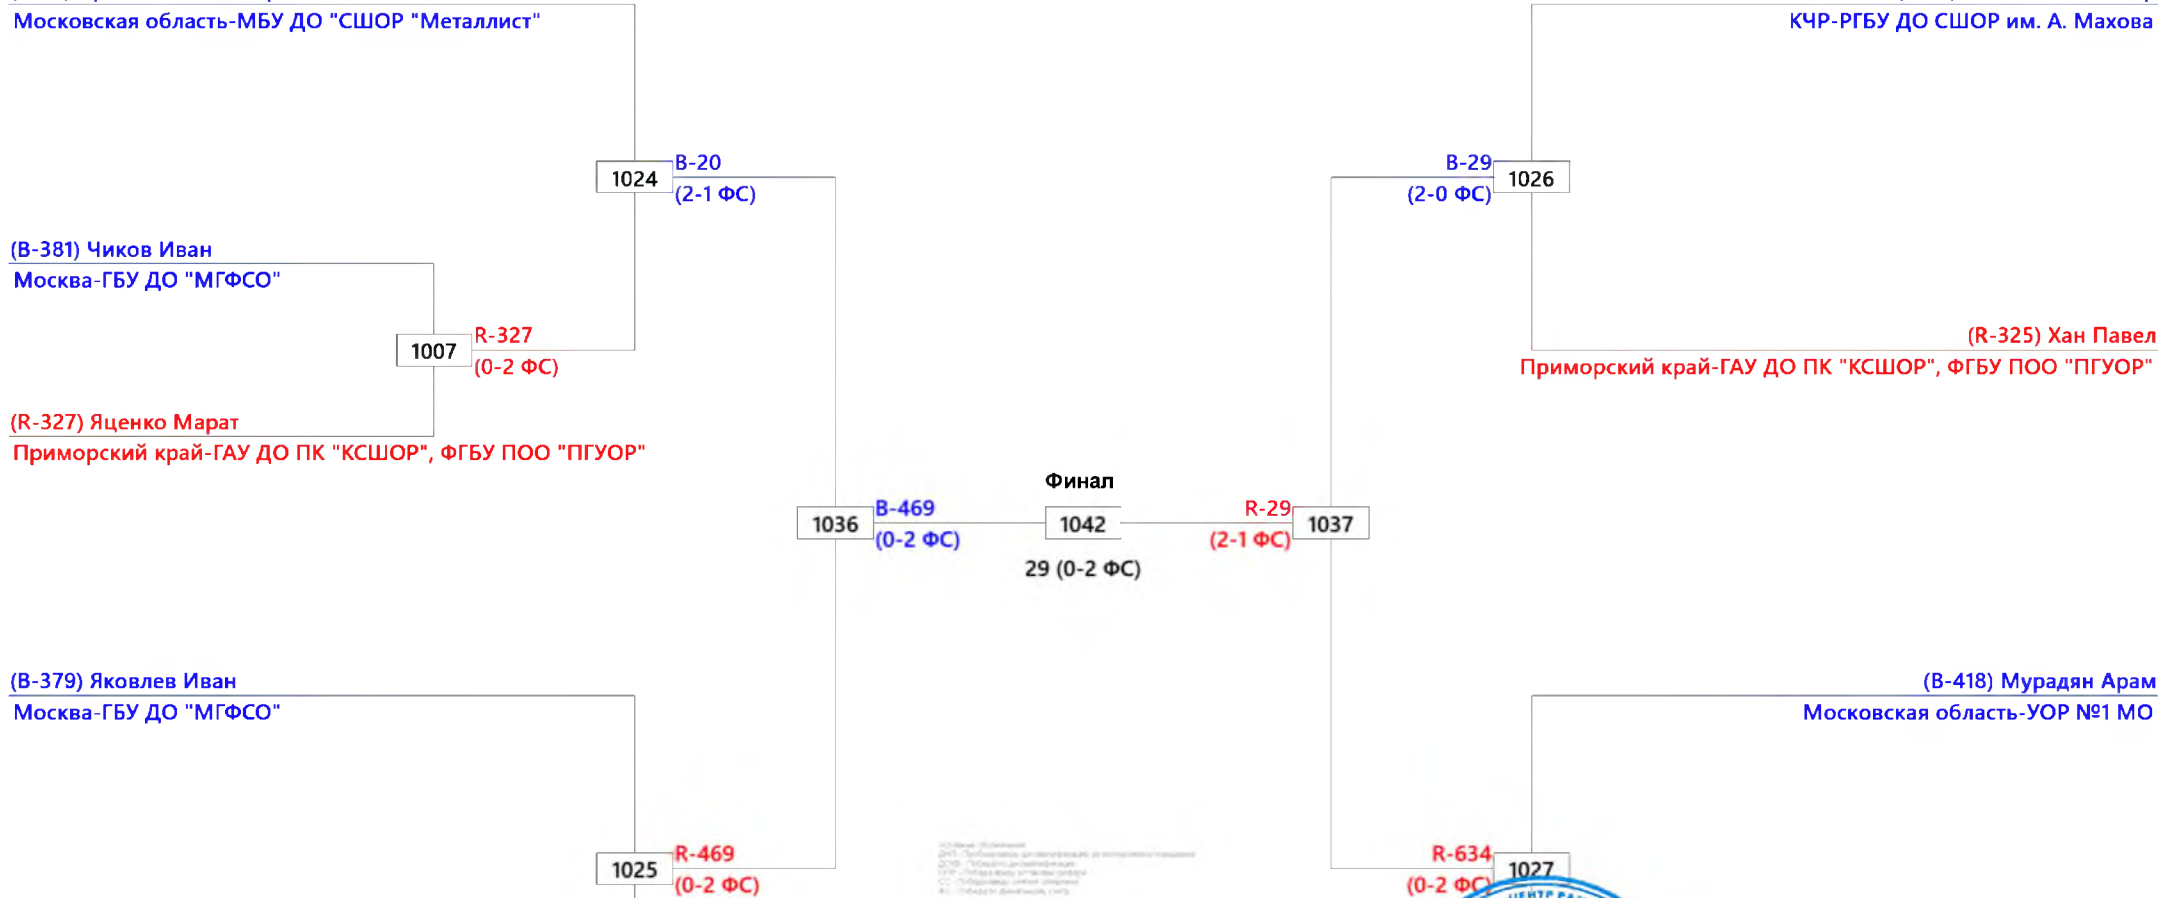 Московская область-МБУ ДО "СШОР "Металлист"
КЧР-РГБУ ДО СШОР им. А. Махова
1024
B-20
(2-1 ФС)
B-29
(2-0 ФС)
1026
(B-381) Чиков Иван
Москва-ГБУ ДО "МГФСО"
1007
R-327
(0-2 ФС)
(R-325) Хан Павел
Приморский край-ГАУ ДО ПК "КСШОР", ФГБУ ПОО "ПГУОР"
(R-327) Яценко Марат
Приморский край-ГАУ ДО ПК "КСШОР", ФГБУ ПОО "ПГУОР"
Финал
1036
B-469
(0-2 ФС)
1042
R-29
(2-1 ФС)
1037
29 (0-2 ФС)
(B-379) Яковлев Иван
Москва-ГБУ ДО "МГФСО"
(B-418) Мурадян Арам
Московская область-УОР №1 МО
1025
R-469
(0-2 ФС)
R-634
(0-2 ФС)
1027
ЦЕНТР